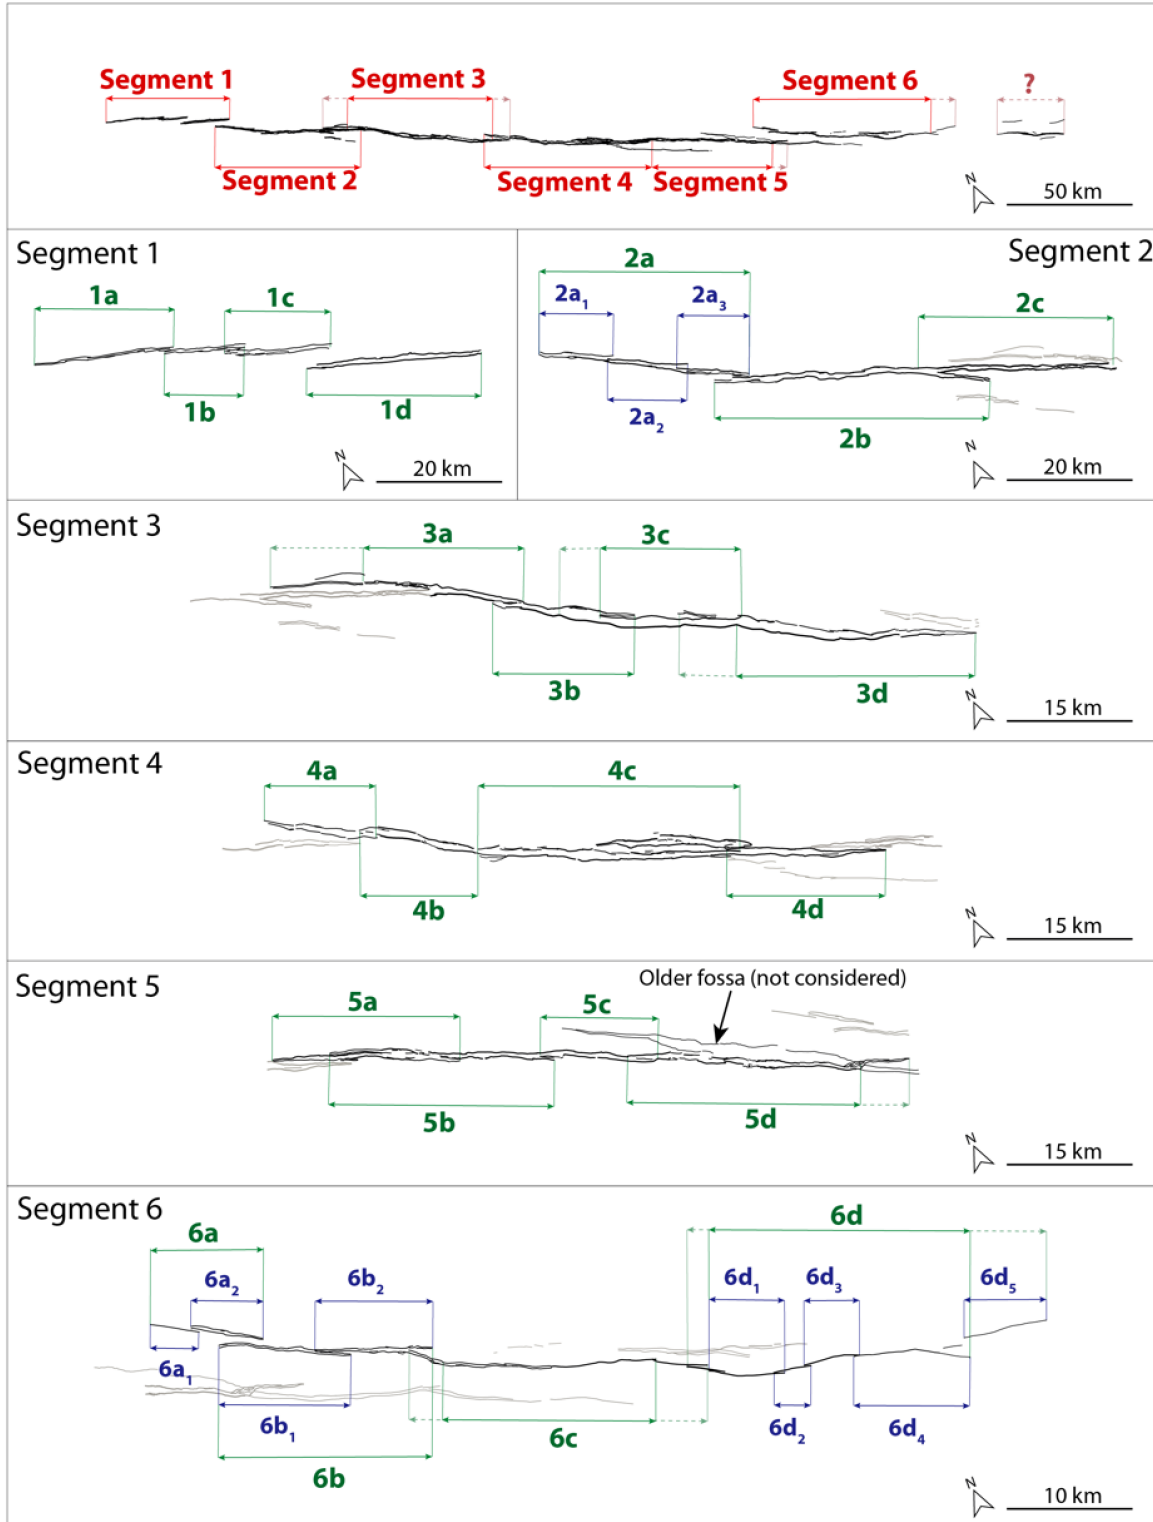 Segment 1
Segment 3
Segment 6
?
Segment 2
Segment 4
Segment 5
N
50 km
Segment 1
1a
1c
1b
1d
N
20 km
Segment 2
2a
2a1
2a3
2c
2a2
2b
N
20 km
Segment 3
3a
3c
3b
3d
N
15 km
Segment 4
4a
4c
4b
4d
N
15 km
Segment 5
Older fossa (not considered)
5a
5c
5b
5d
N
15 km
Segment 6
6a
6d
6a2
6b2
6d1
6d3
6d5
6a1
6b1
6c
6d2
6d4
6b
N
10 km